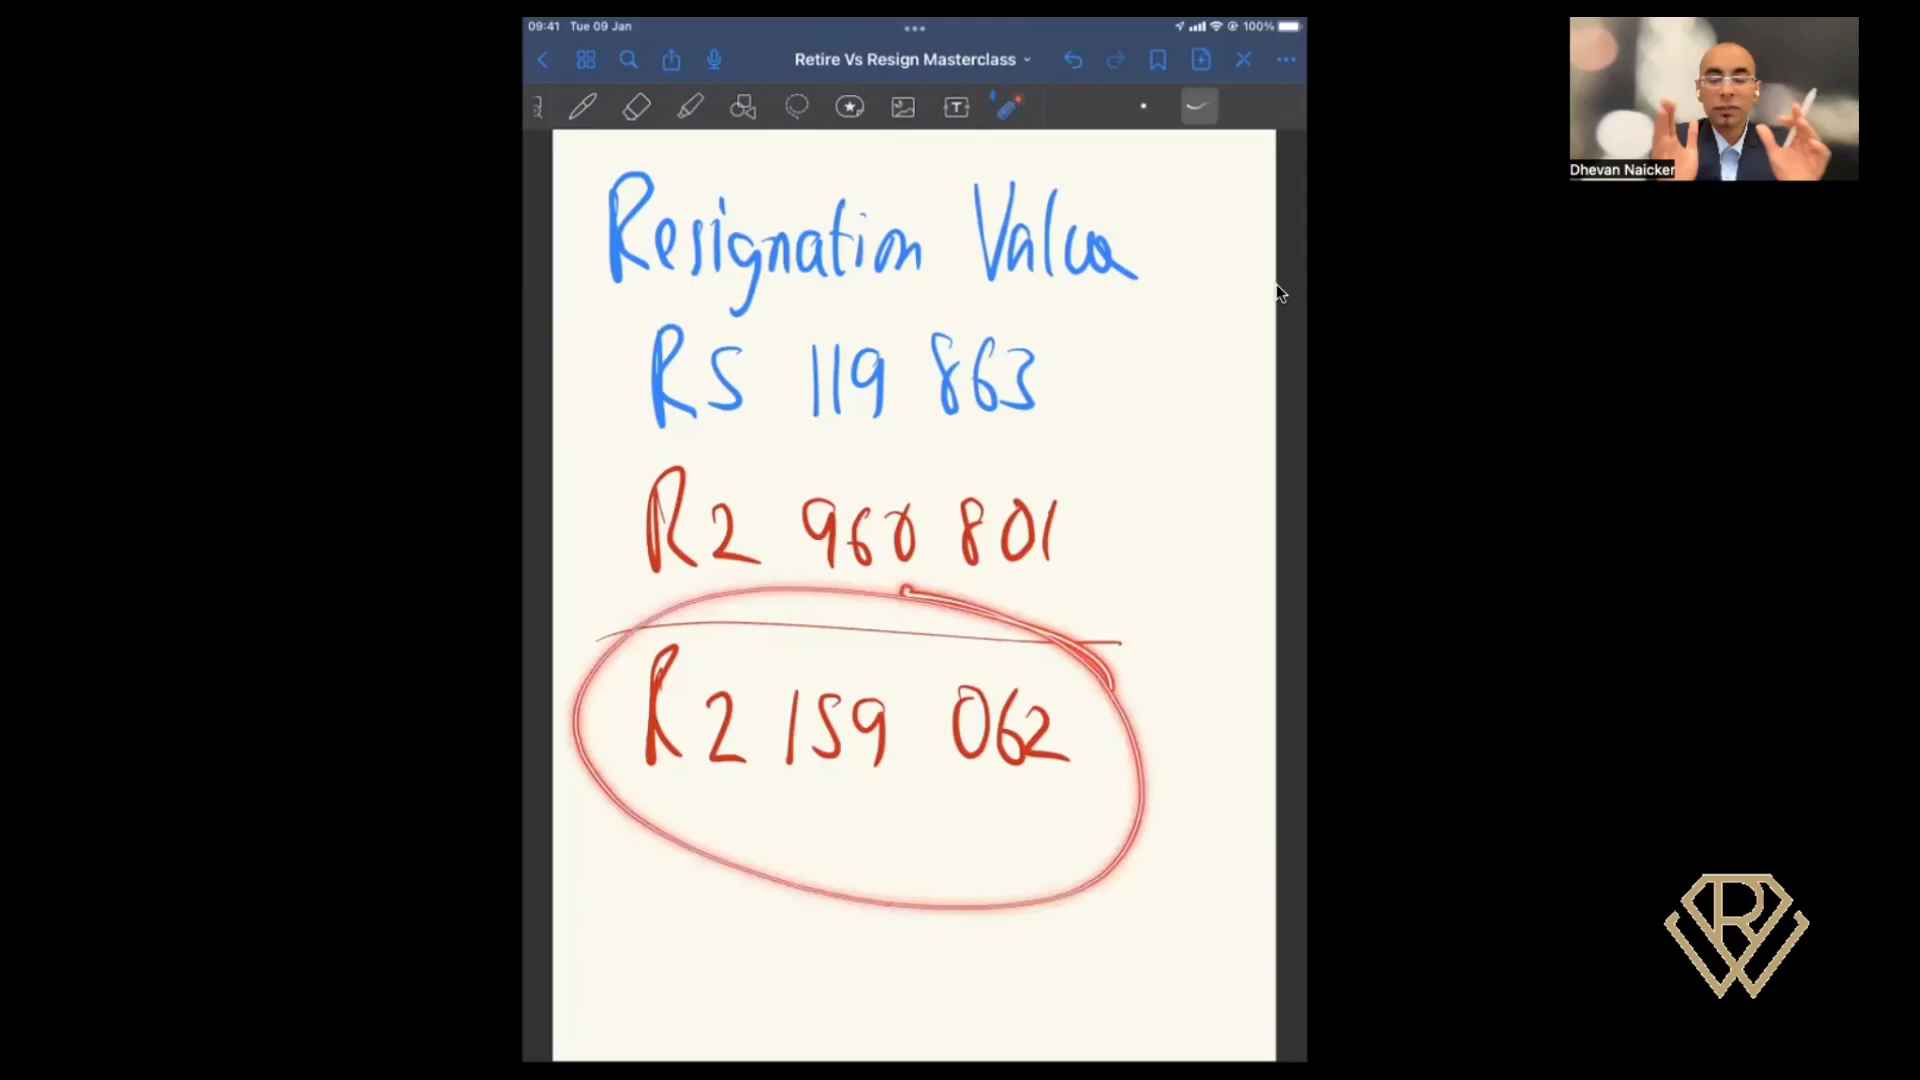 09:41 Tue 09 Jan 100%
Retire Vs Resign Masterclass
T
Dhevan Naicker
Resignation Value
R5 119 863
R2 960 801
R2 159 062
RW